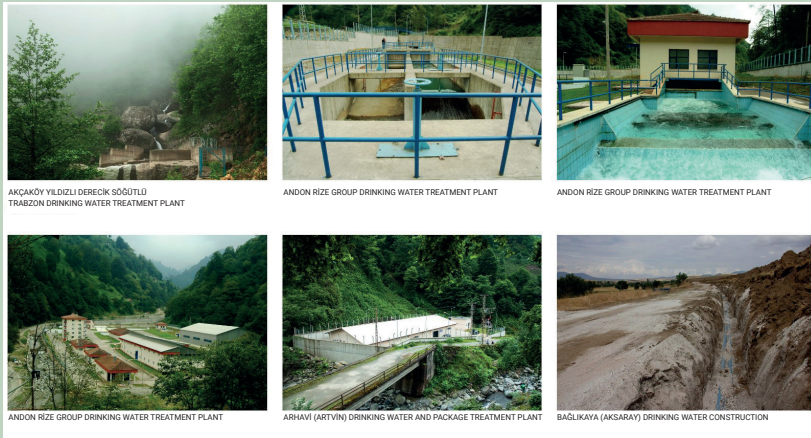 AKÇAKÖY YILDIZLI DERECİK SÖĞÜTLÜ
TRABZON DRINKING WATER TREATMENT PLANT
ANDON RİZE GROUP DRINKING WATER TREATMENT PLANT
ANDON RİZE GROUP DRINKING WATER TREATMENT PLANT
ANDON RİZE GROUP DRINKING WATER TREATMENT PLANT
ARHAVİ (ARTVİN) DRINKING WATER AND PACKAGE TREATMENT PLANT
BAĞLIKAYA (AKSARAY) DRINKING WATER CONSTRUCTION